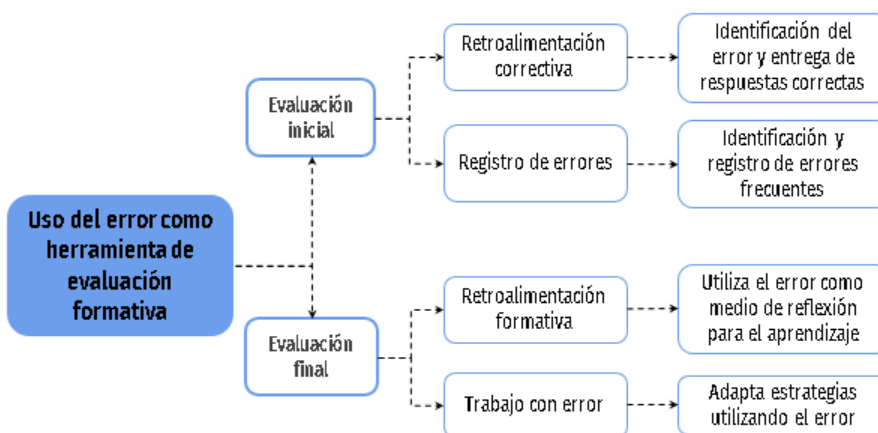 Uso del error como
herramienta de
evaluación
formativa
Evaluación
inicial
Retroalimentación
correctiva
Identificación del
error y entrega de
respuestas correctas
Registro de errores
Identificación y
registro de errores
frecuentes
Evaluación
final
Retroalimentación
formativa
Utiliza el error como
medio de reflexión
para el aprendizaje
Trabajo con error
Adapta estrategias
utilizando el error